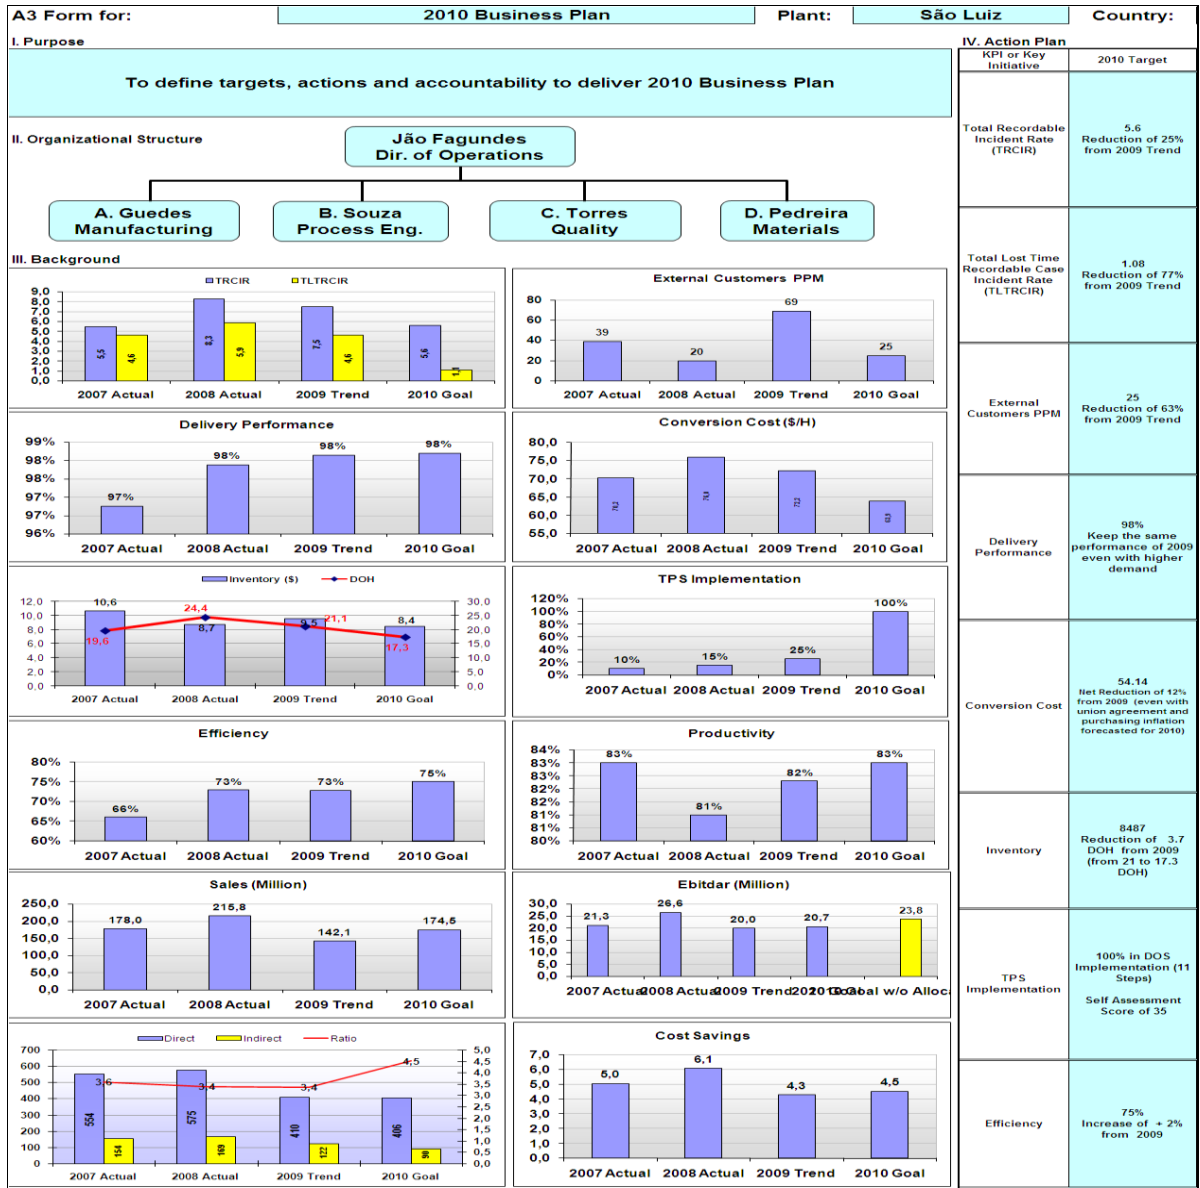 A3 Form for:
2010 Business Plan
Plant:
São Luiz
Country:
I. Purpose
To define targets, actions and accountability to deliver 2010 Business Plan
II. Organizational Structure
Jão Fagundes
Dir. of Operations
A. Guedes
Manufacturing
B. Souza
Process Eng.
C. Torres
Quality
D. Pedreira
Materials
III. Background
TRCIR TLTRCIR
9,0
8,0
7,0
6,0
5,0
4,0
3,0
2,0
1,0
0,0
5,5 4,6 8,3 5,9 7,5 4,6 5,6 1,1
2007 Actual 2008 Actual 2009 Trend 2010 Goal
External Customers PPM
80
60
40
20
0
39 20 69 25
2007 Actual 2008 Actual 2009 Trend 2010 Goal
Delivery Performance
99%
98%
98%
97%
97%
96%
97% 98% 98% 98%
2007 Actual 2008 Actual 2009 Trend 2010 Goal
Conversion Cost ($/H)
80,0
75,0
70,0
65,0
60,0
55,0
2007 Actual 2008 Actual 2009 Trend 2010 Goal
Inventory ($) DOH
12,0
10,0
8,0
6,0
4,0
2,0
0,0
10,6 8,7 9,5 8,4
19,6 24,4 21,1 17,3
30,0
25,0
20,0
15,0
10,0
5,0
0,0
2007 Actual 2008 Actual 2009 Trend 2010 Goal
TPS Implementation
120%
100%
80%
60%
40%
20%
0%
10% 15% 25% 100%
2007 Actual 2008 Actual 2009 Trend 2010 Goal
Efficiency
80%
75%
70%
65%
60%
66% 73% 73% 75%
2007 Actual 2008 Actual 2009 Trend 2010 Goal
Productivity
84%
83%
83%
82%
82%
81%
81%
80%
83% 81% 82% 83%
2007 Actual 2008 Actual 2009 Trend 2010 Goal
Sales (Million)
250,0
200,0
150,0
100,0
50,0
0,0
178,0 215,8 142,1 174,5
2007 Actual 2008 Actual 2009 Trend 2010 Goal
Ebitdar (Million)
30,0
25,0
20,0
15,0
10,0
5,0
0,0
21,3 26,6 20,0 20,7 23,8
2007 Actual 2008 Actual 2009 Trend 2010 Goal w/o Alloca
Direct Indirect Ratio
700
600
500
400
300
200
100
0
554 154 575 169 410 122 406 90
3,6 3,4 3,4 4,5
5,0
4,5
4,0
3,5
3,0
2,5
2,0
1,5
1,0
0,5
0,0
2007 Actual 2008 Actual 2009 Trend 2010 Goal
Cost Savings
7,0
6,0
5,0
4,0
3,0
2,0
1,0
0,0
5,0 6,1 4,3 4,5
2007 Actual 2008 Actual 2009 Trend 2010 Goal
IV. Action Plan
KPI or Key
Initiative
2010 Target
Total Recordable
Incident Rate
(TRCIR)
5.6
Reduction of 25%
from 2009 Trend
Total Lost Time
Recordable Case
Incident Rate
(TLTRCIR)
1.08
Reduction of 77%
from 2009 Trend
External
Customers PPM
25
Reduction of 63%
from 2009 Trend
Delivery
Performance
98%
Keep the same
performance of 2009
even with higher
demand
Conversion Cost
54.14
Net Reduction of 12%
from 2009 (even with
union agreement and
purchasing inflation
forecasted for 2010)
Inventory
8487
Reduction of 3.7
DOH from 2009
(from 21 to 17.3
DOH)
TPS
Implementation
100% in DOS
Implementation (11
Steps)
Self Assessment
Score of 35
Efficiency
75%
Increase of + 2%
from 2009